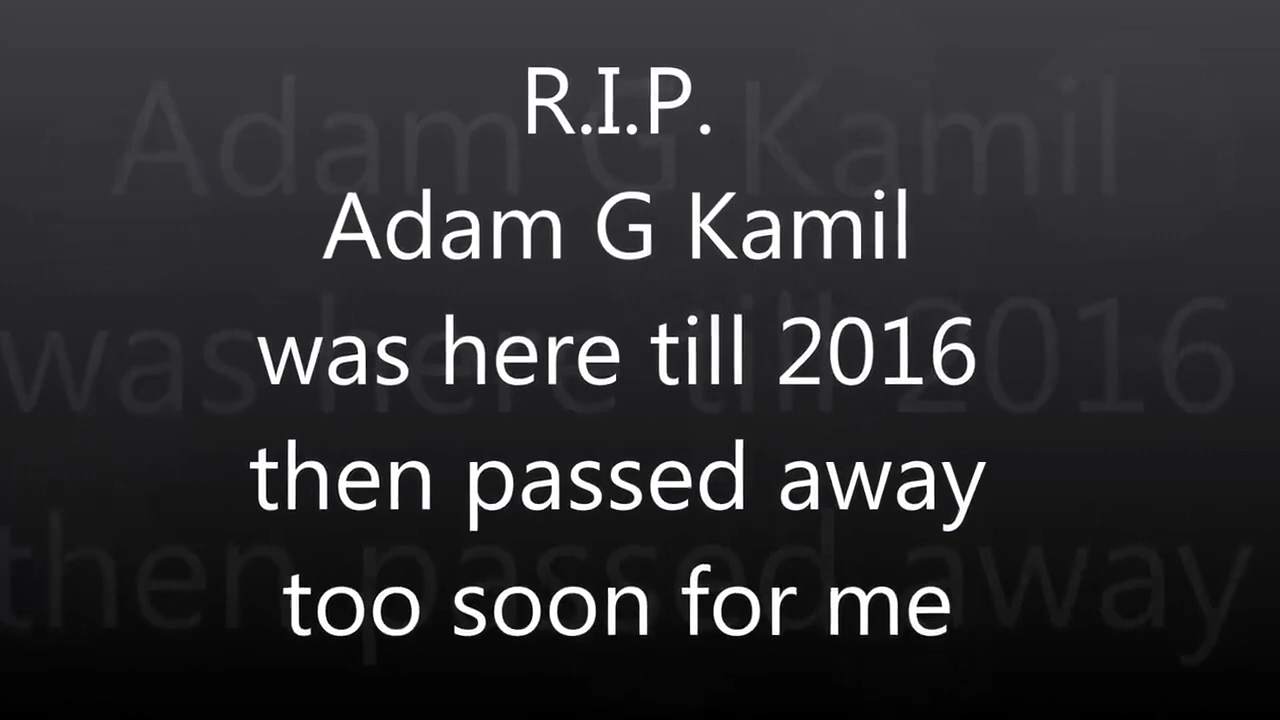 R.I.P.
Adam G Kamil
was here till 2016
then passed away
too soon for me